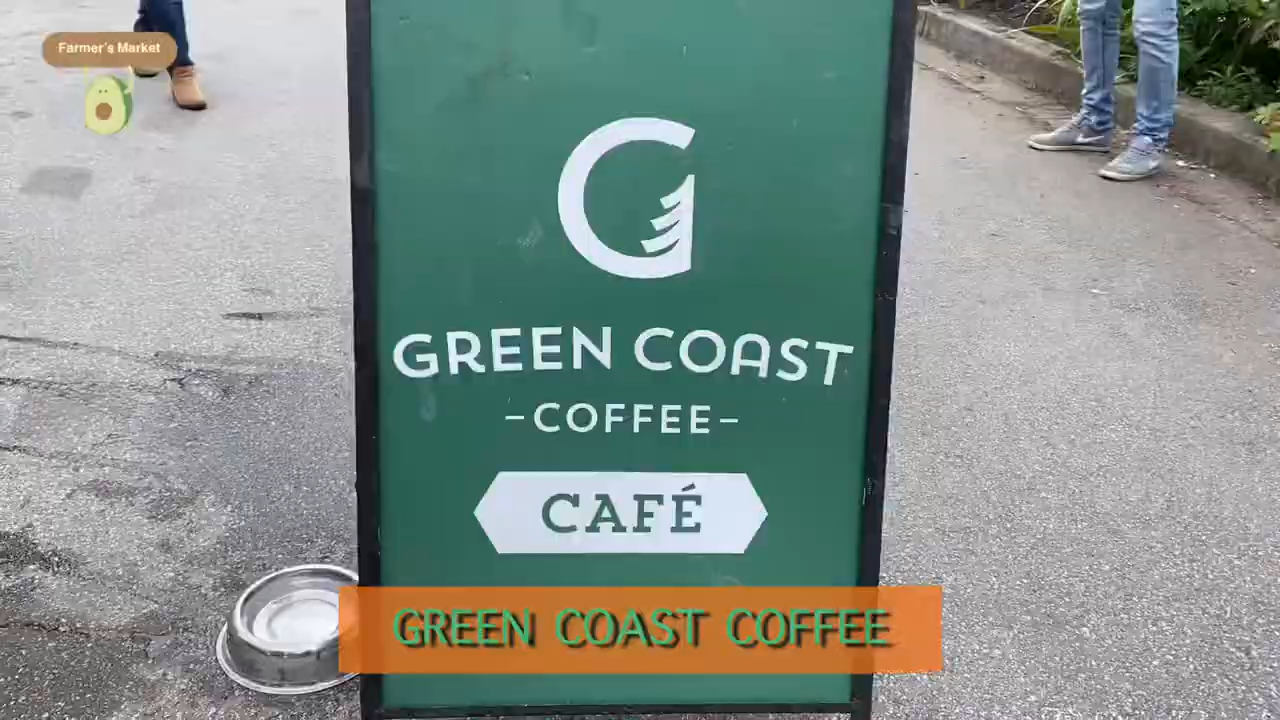 Farmer's Market
G
GREEN COAST
-COFFEE-
CAFÉ
GREEN COAST COFFEE